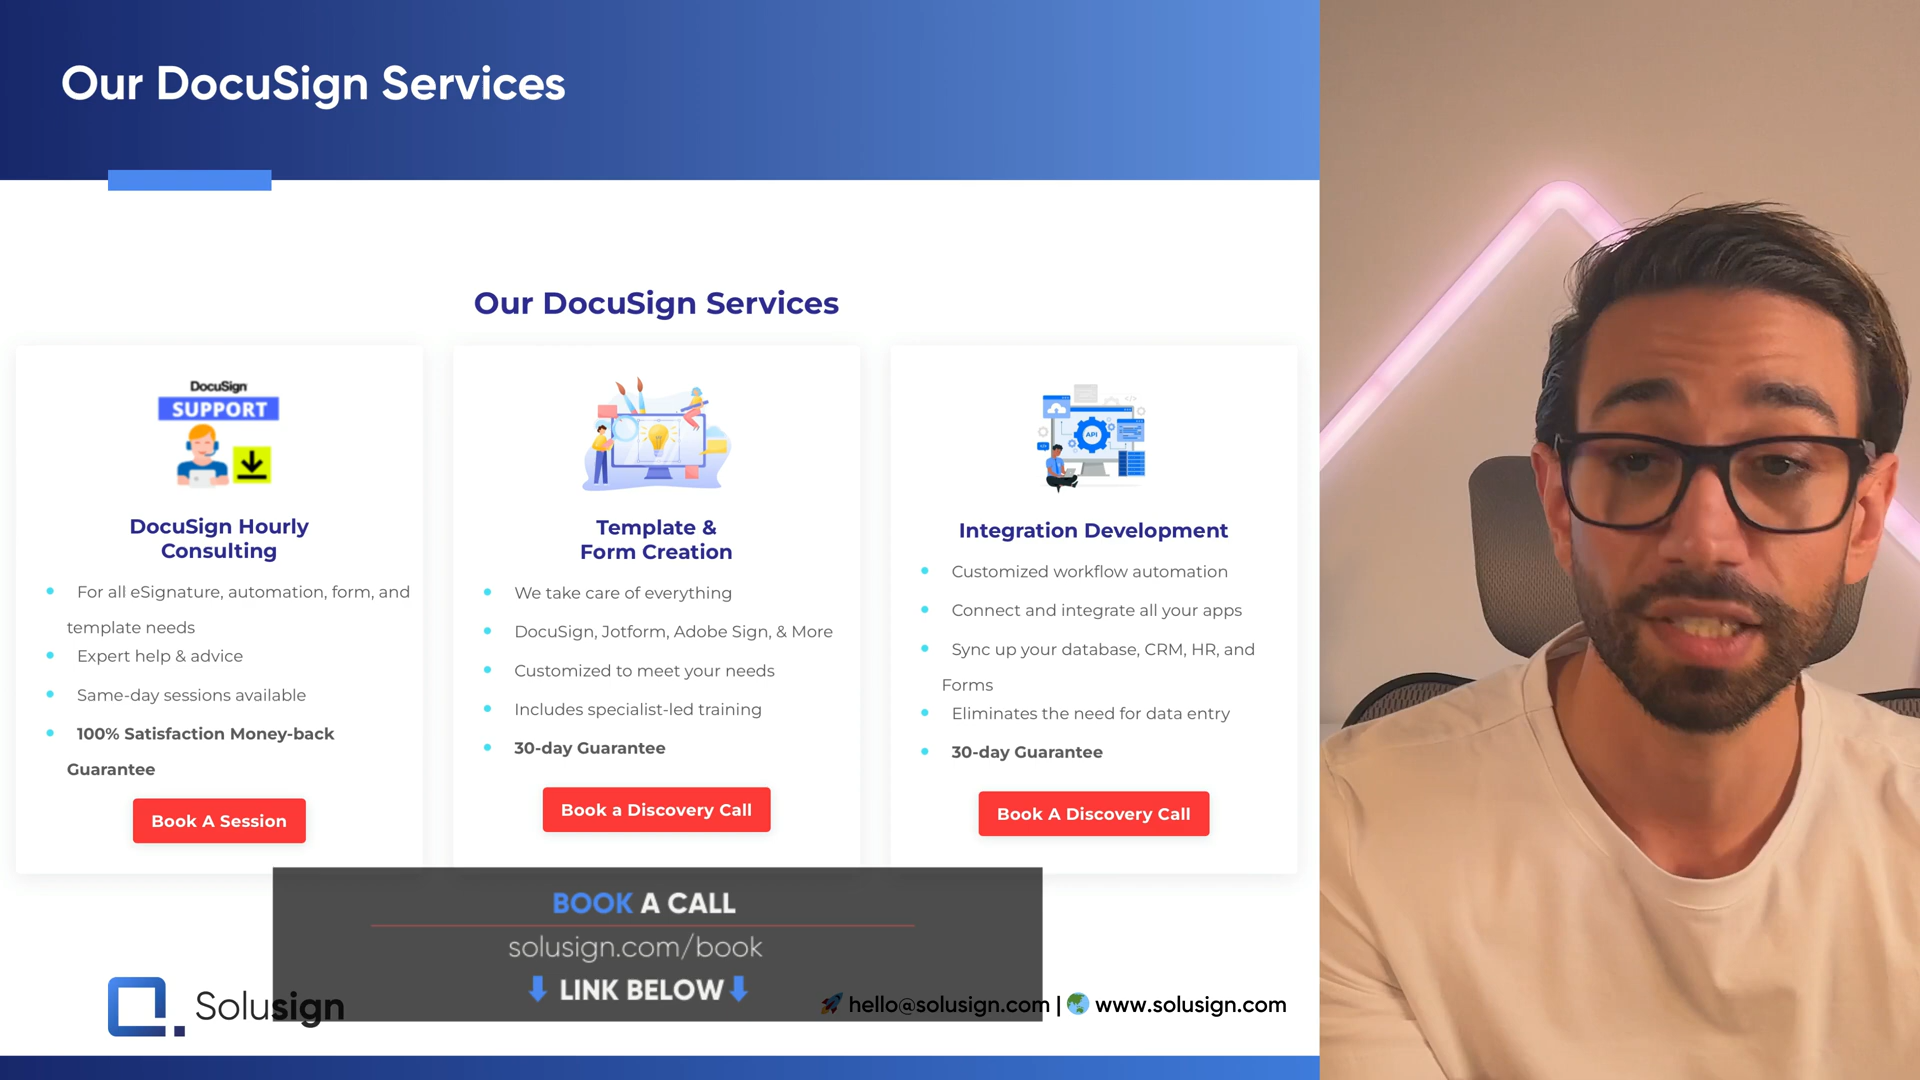 Our DocuSign Services
Our DocuSign Services
DocuSign
SUPPORT
DocuSign Hourly
Consulting
For all eSignature, automation, form, and
template needs
Expert help & advice
Same-day sessions available
100% Satisfaction Money-back
Guarantee
Book A Session
Template &
Form Creation
We take care of everything
DocuSign, Jotform, Adobe Sign, & More
Customized to meet your needs
Includes specialist-led training
30-day Guarantee
Book a Discovery Call
API
Integration Development
Customized workflow automation
Connect and integrate all your apps
Sync up your database, CRM, HR, and
Forms
Eliminates the need for data entry
30-day Guarantee
Book A Discovery Call
BOOK A CALL
solusign.com/book
LINK BELOW
Solusign
hello@solusign.com | www.solusign.com